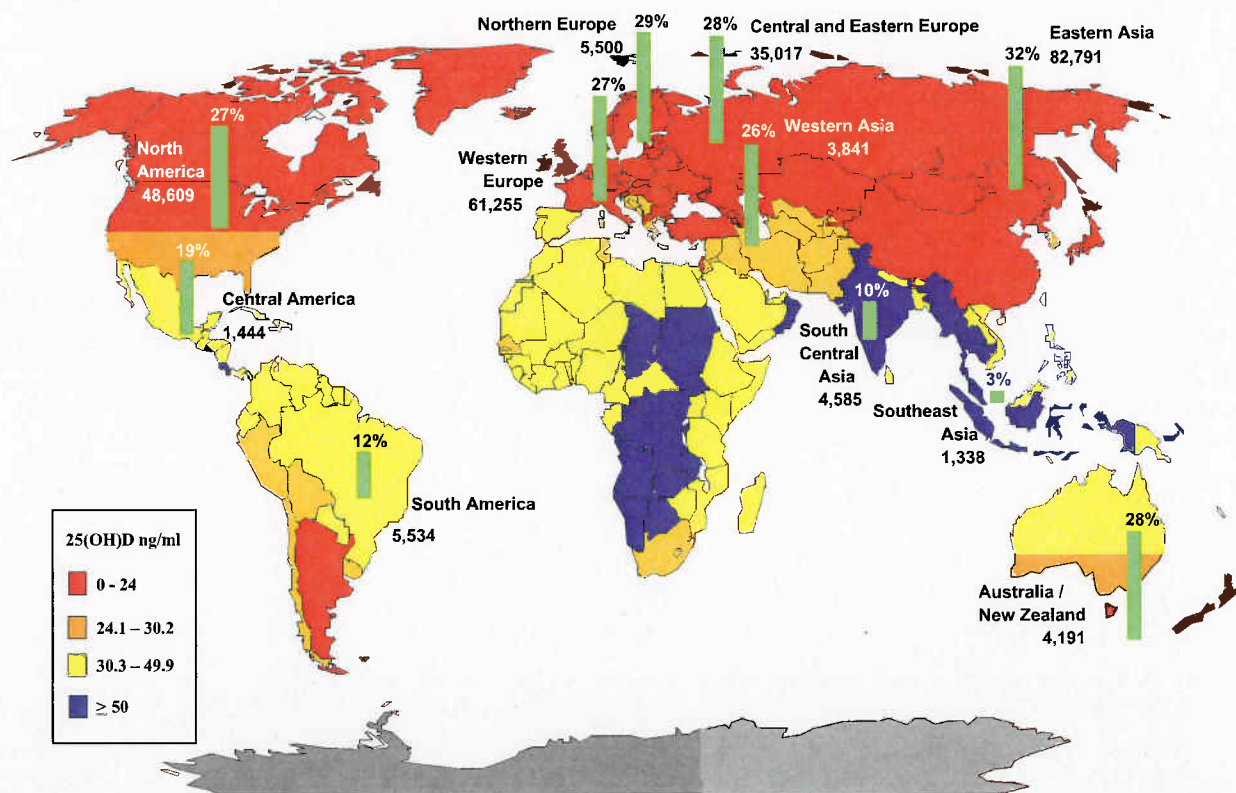 Northern Europe
5,500
29%
28%
Central and Eastern Europe
35,017
Eastern Asia
32%
82,791
27%
27%
North
America
48,609
26%
Western Asia
3,841
Western
Europe
61,255
19%
Central America
1,444
10%
South
Central
Asia
4,585
3%
Southeast
Asia
1,338
12%
South America
5,534
28%
Australia /
New Zealand
4,191
25(OH)D ng/ml
0 - 24
24.1 – 30.2
30.3 – 49.9
≥ 50